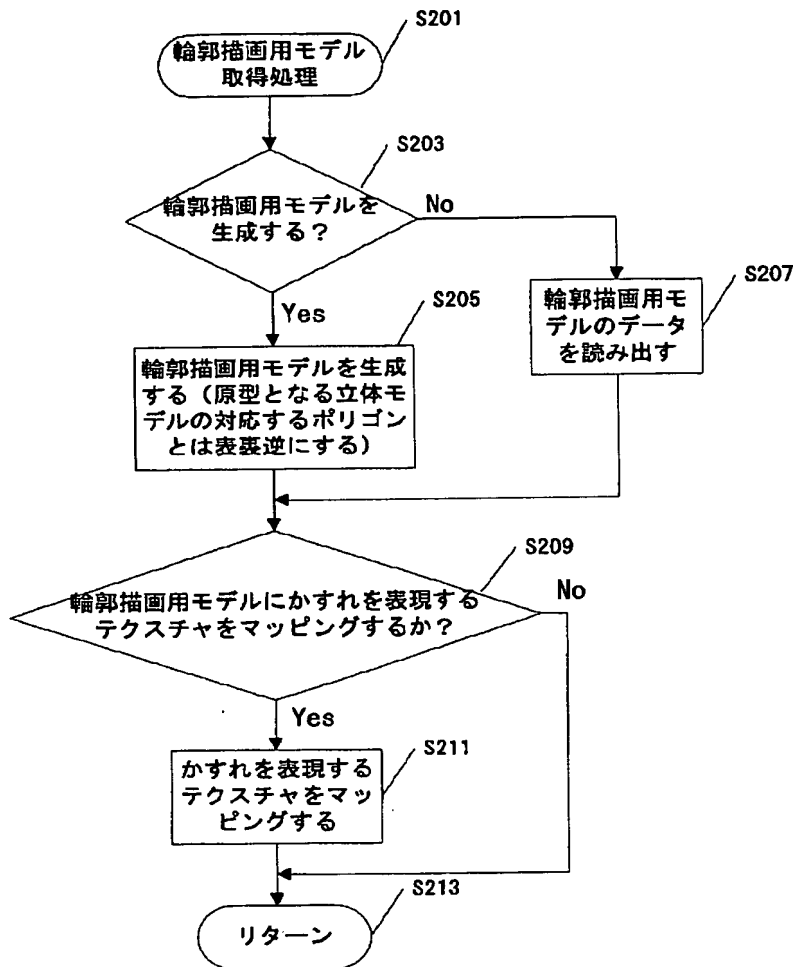 S201
輪郭描画用モデル
取得処理
S203
輪郭描画用モデルを
生成する？
No
Yes
S205
輪郭描画用モデルを生成
する（原型となる立体モ
デルの対応するポリゴン
とは表裏逆にする）
S207
輪郭描画用モ
デルのデータ
を読み出す
S209
輪郭描画用モデルにかすれを表現する
テクスチャをマッピングするか？
No
Yes
S211
かすれを表現する
テクスチャをマッ
ピングする
S213
リターン